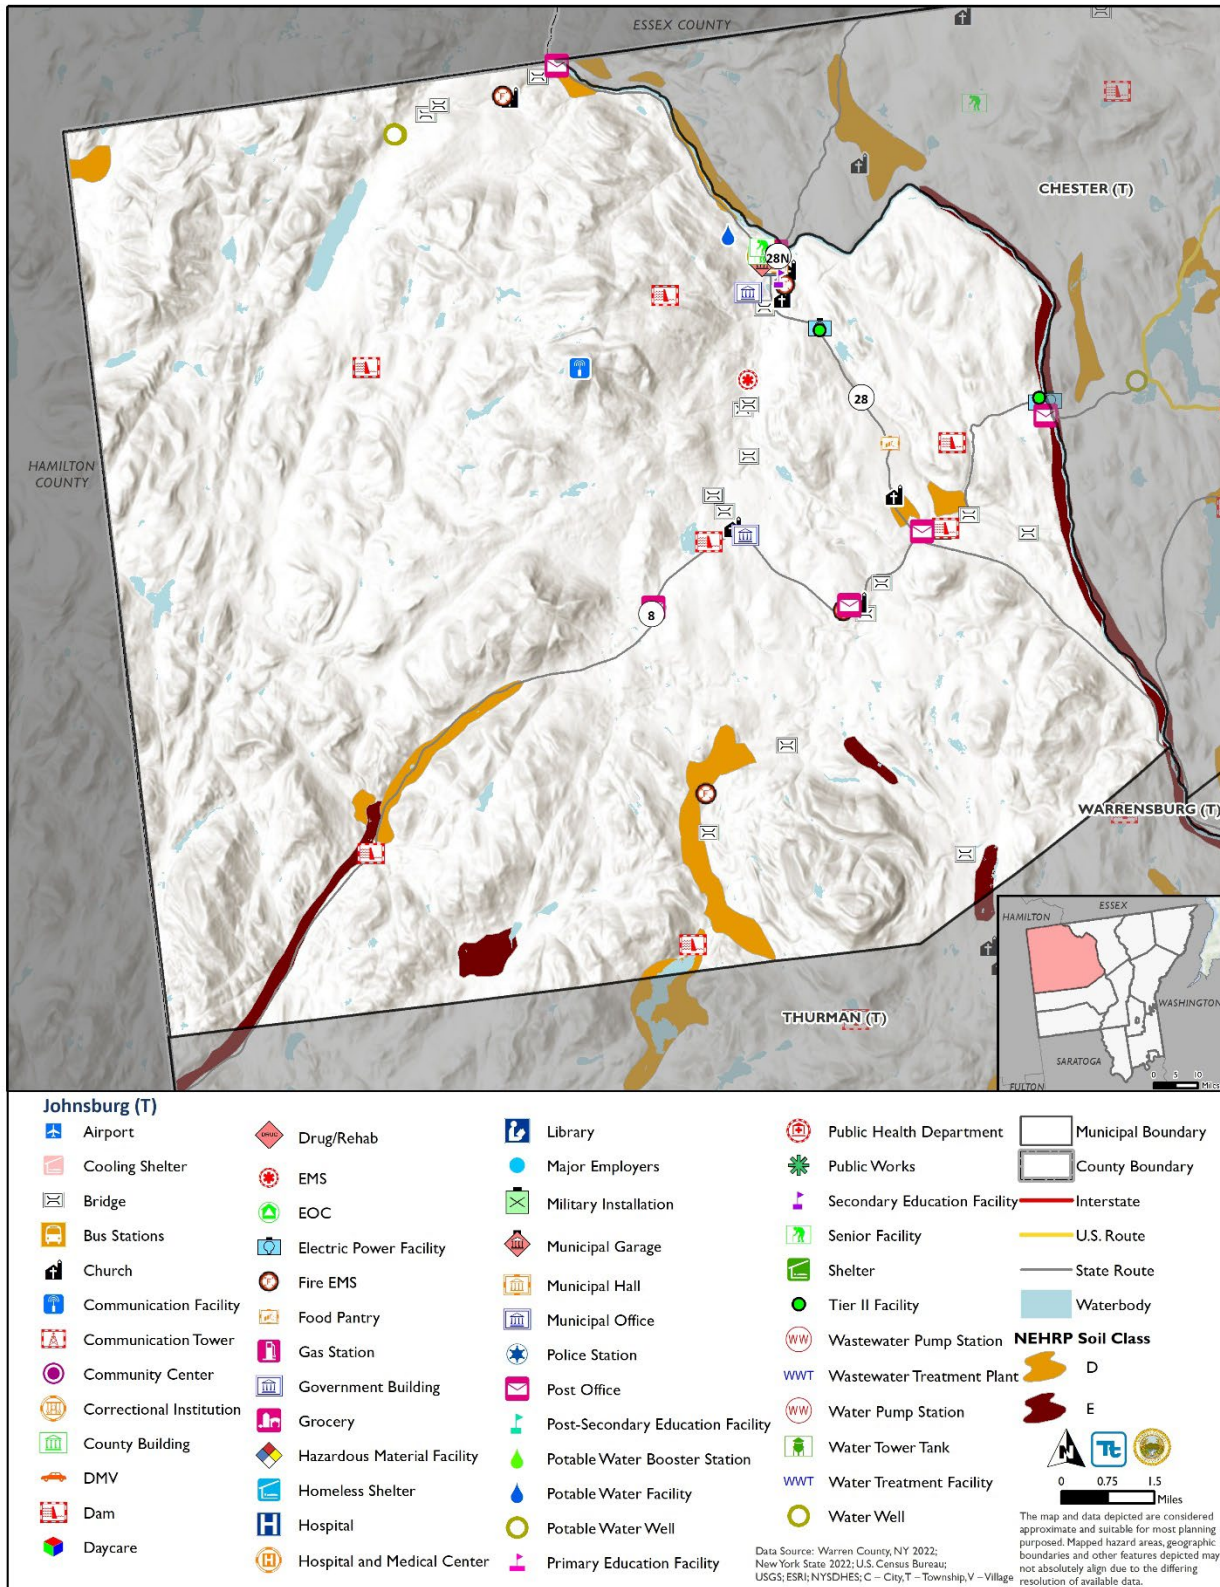 ESSEX COUNTY
CHESTER (T)
28N
28
HAMILTON
COUNTY
8
WARRENSBURG (T)
THURMAN (T)
HAMILTON
ESSEX
WASHINGTON
SARATOGA
FULTON
0 5 10
Miles
Johnsburg (T)
Airport
Cooling Shelter
Bridge
Bus Stations
Church
Communication Facility
Communication Tower
Community Center
Correctional Institution
County Building
DMV
Dam
Daycare
DRUG
Drug/Rehab
EMS
EOC
Electric Power Facility
F
Fire EMS
Food Pantry
Gas Station
Government Building
Grocery
Hazardous Material Facility
Homeless Shelter
H
Hospital
H
Hospital and Medical Center
Library
Major Employers
Military Installation
Municipal Garage
Municipal Hall
Municipal Office
Police Station
Post Office
Post-Secondary Education Facility
Potable Water Booster Station
Potable Water Facility
Potable Water Well
Primary Education Facility
Public Health Department
Public Works
Secondary Education Facility
Senior Facility
Shelter
Tier II Facility
WW
Wastewater Pump Station
WWT
Wastewater Treatment Plant
WW
Water Pump Station
Water Tower Tank
WWT
Water Treatment Facility
Water Well
Data Source: Warren County, NY 2022;
New York State 2022; U.S. Census Bureau;
USGS; ESRI; NYSDHES; C – City, T – Township, V – Village
Municipal Boundary
County Boundary
Interstate
U.S. Route
State Route
Waterbody
NEHRP Soil Class
D
E
N
Tt
0 0.75 1.5
Miles
The map and data depicted are considered
approximate and suitable for most planning
purposed. Mapped hazard areas, geographic
boundaries and other features depicted may
not absolutely align due to the differing
resolution of available data.